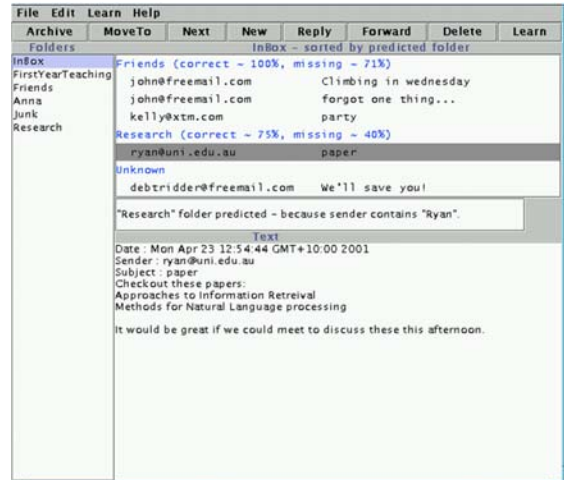 File Edit Learn Help
Archive MoveTo Next New Reply Forward Delete Learn
Folders
InBox - sorted by predicted folder
InBox
FirstYearTeaching
Friends
Anna
Junk
Research
Friends (correct ~ 100%, missing ~ 71%)
john@freemail.com Climbing in wednesday
john@freemail.com forgot one thing...
kelly@xtm.com party
Research (correct ~ 75%, missing ~ 40%)
ryan@uni.edu.au paper
Unknown
debtridder@freemail.com We'll save you!
"Research" folder predicted - because sender contains "Ryan".
Text
Date : Mon Apr 23 12:54:44 GMT+10:00 2001
Sender : ryan@uni.edu.au
Subject : paper
Checkout these papers:
Approaches to Information Retreival
Methods for Natural Language processing
It would be great if we could meet to discuss these this afternoon.